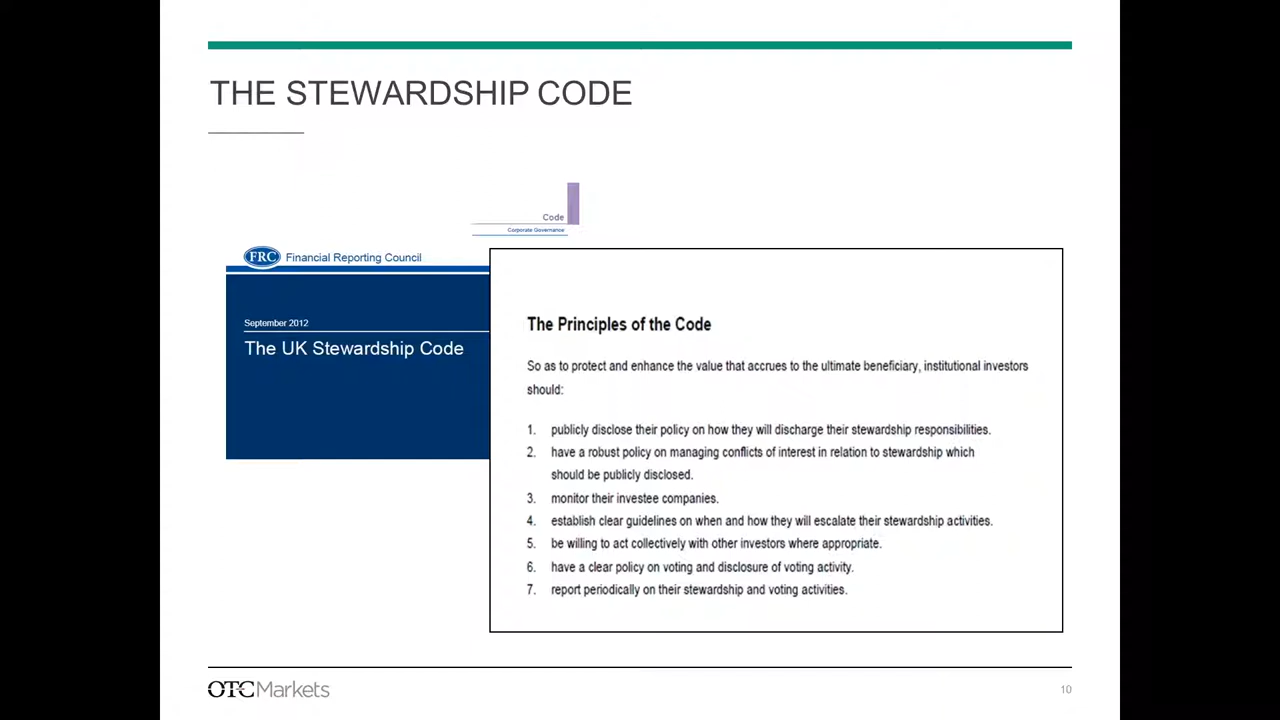 THE STEWARDSHIP CODE
Code
Corporate Governance
FRC Financial Reporting Council
September 2012
The UK Stewardship Code
The Principles of the Code
So as to protect and enhance the value that accrues to the ultimate beneficiary, institutional investors
should:
1. publicly disclose their policy on how they will discharge their stewardship responsibilities.
2. have a robust policy on managing conflicts of interest in relation to stewardship which
should be publicly disclosed.
3. monitor their investee companies.
4. establish clear guidelines on when and how they will escalate their stewardship activities.
5. be willing to act collectively with other investors where appropriate.
6. have a clear policy on voting and disclosure of voting activity.
7. report periodically on their stewardship and voting activities.
OTC Markets
10